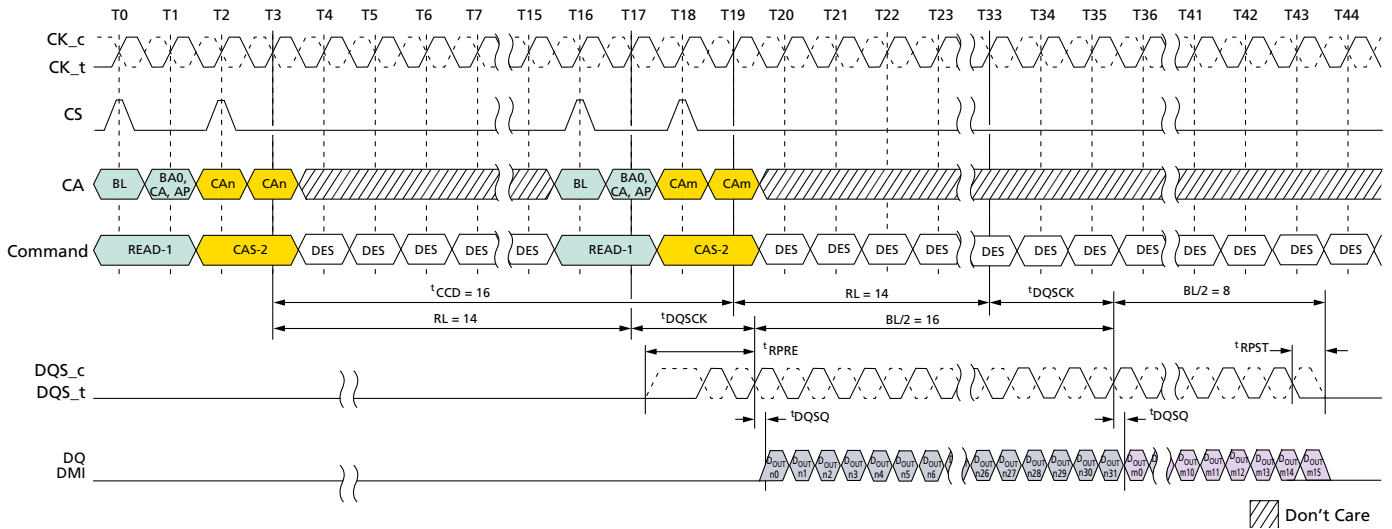 T0 T1 T2 T3 T4 T5 T6 T7 T15 T16 T17 T18 T19 T20 T21 T22 T23 T33 T34 T35 T36 T41 T42 T43 T44
CK_c
CK_t
CS
CA
BL
BA0, CA, AP
CAn
CAn
BL
BA0, CA, AP
CAm
CAm
Command
READ-1
CAS-2
DES DES DES DES DES
READ-1
CAS-2
DES DES DES DES DES DES DES DES DES DES DES DES
tCCD = 16
RL = 14
tDQSCK
BL/2 = 8
RL = 14
tDQSCK
BL/2 = 16
tRPRE
tRPST
DQS_c
DQS_t
tDQSQ
tDQSQ
DQ
DMI
DOUT n0
DOUT n1
DOUT n2
DOUT n3
DOUT n4
DOUT n5
DOUT n6
DOUT n26
DOUT n27
DOUT n28
DOUT n29
DOUT n30
DOUT n31
DOUT m0
DOUT m10
DOUT m11
DOUT m12
DOUT m13
DOUT m14
DOUT m15
Don't Care